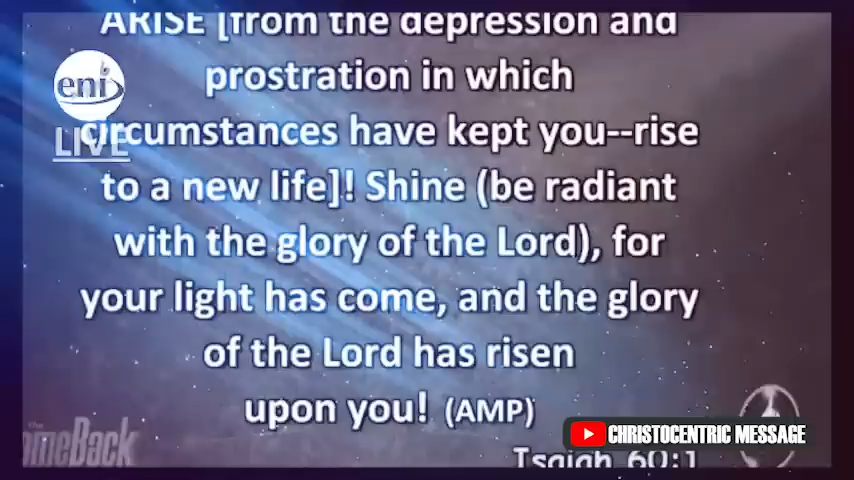 ARISE [from the depression and
prostration in which
circumstances have kept you--rise
to a new life]! Shine (be radiant
with the glory of the Lord), for
your light has come, and the glory
of the Lord has risen
upon you! (AMP)
Isaiah 60:1
eni
LIVE
the
meBack
CHRISTOCENTRIC MESSAGE